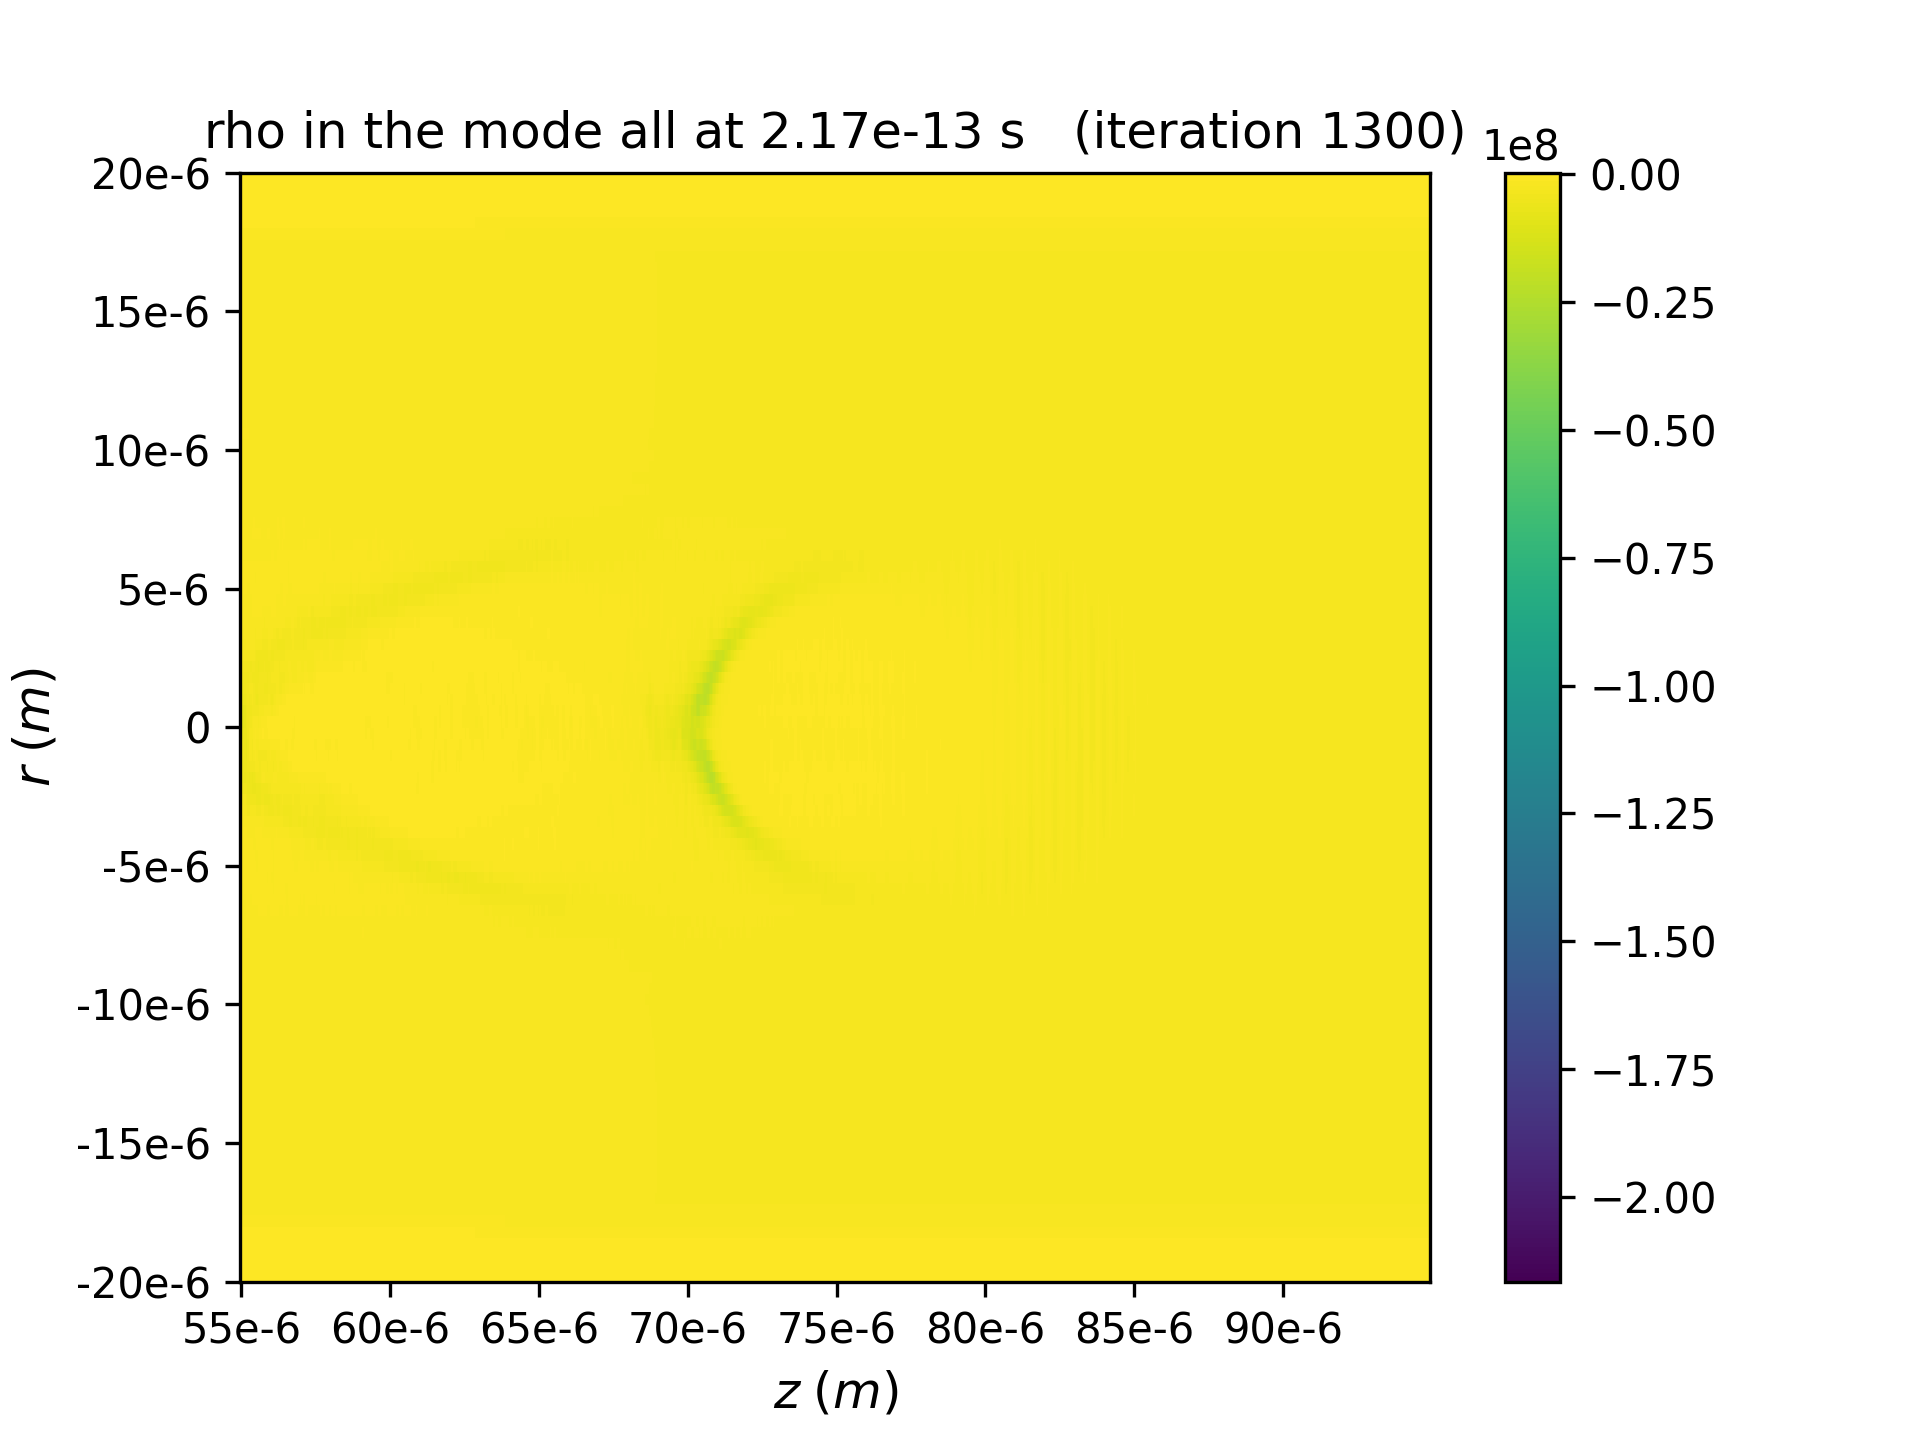 rho in the mode all at 2.17e-13 s (iteration 1300)
1e8
20e-6
15e-6
10e-6
5e-6
0
-5e-6
-10e-6
-15e-6
-20e-6
r (m)
55e-6 60e-6 65e-6 70e-6 75e-6 80e-6 85e-6 90e-6
z (m)
0.00
−0.25
−0.50
−0.75
−1.00
−1.25
−1.50
−1.75
−2.00